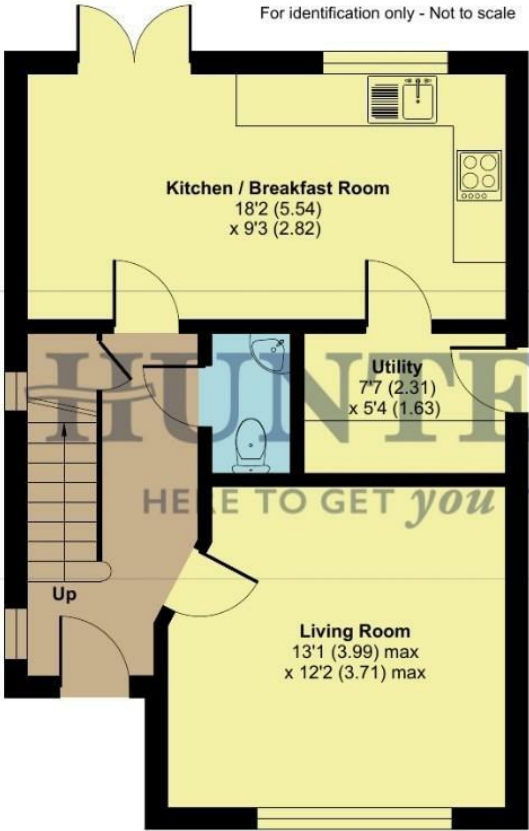 For identification only - Not to scale
Kitchen / Breakfast Room
18'2 (5.54)
x 9'3 (2.82)
HUNTE
Utility
7'7 (2.31)
x 5'4 (1.63)
HERE TO GET you
Up
Living Room
13'1 (3.99) max
x 12'2 (3.71) max